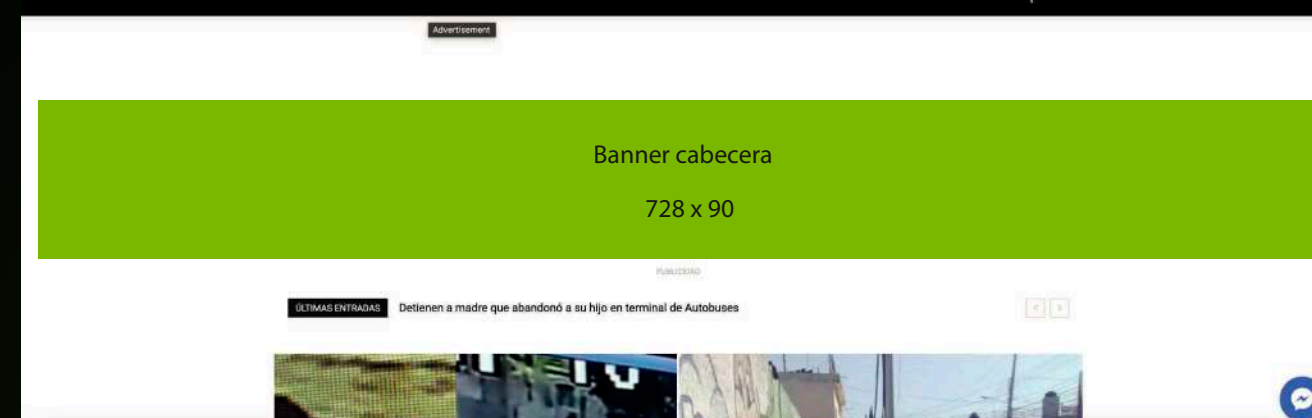 Advertisement
Banner cabecera
728 x 90
PUBLICIDAD
ÚLTIMAS ENTRADAS Detienen a madre que abandonó a su hijo en terminal de Autobuses